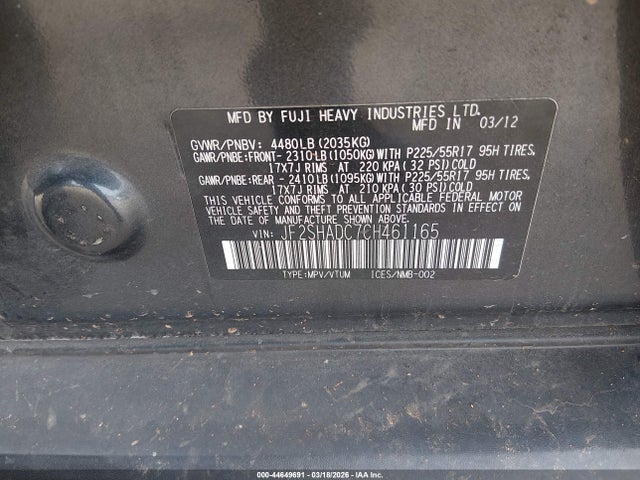 MFD BY FUJI HEAVY INDUSTRIES LTD.
MFD IN 03/12
GVWR/PNBV: 4480LB(2035KG)
GAWR/PNBE:FRONT- 2310LB(1050KG)WITH P225/55R17 95H TIRES,
17X7J RIMS AT 220 KPA(32 PSI)COLD
GAWR/PNBE:REAR - 2410LB(1095KG)WITH P225/55R17 95H TIRES,
17X7J RIMS AT 210 KPA(30 PSI)COLD
THIS VEHICLE CONFORMS TO ALL APPLICABLE FEDERAL MOTOR
VEHICLE SAFETY AND THEFT PREVENTION STANDARDS IN EFFECT
ON THE DATE OF MANUFACTURE SHOWN ABOVE.
VIN: JF2SHADC7CH461165
TYPE:MPV/VTUM ICES/NMB-002
000-44649691 - 03/18/2026 - IAA Inc.